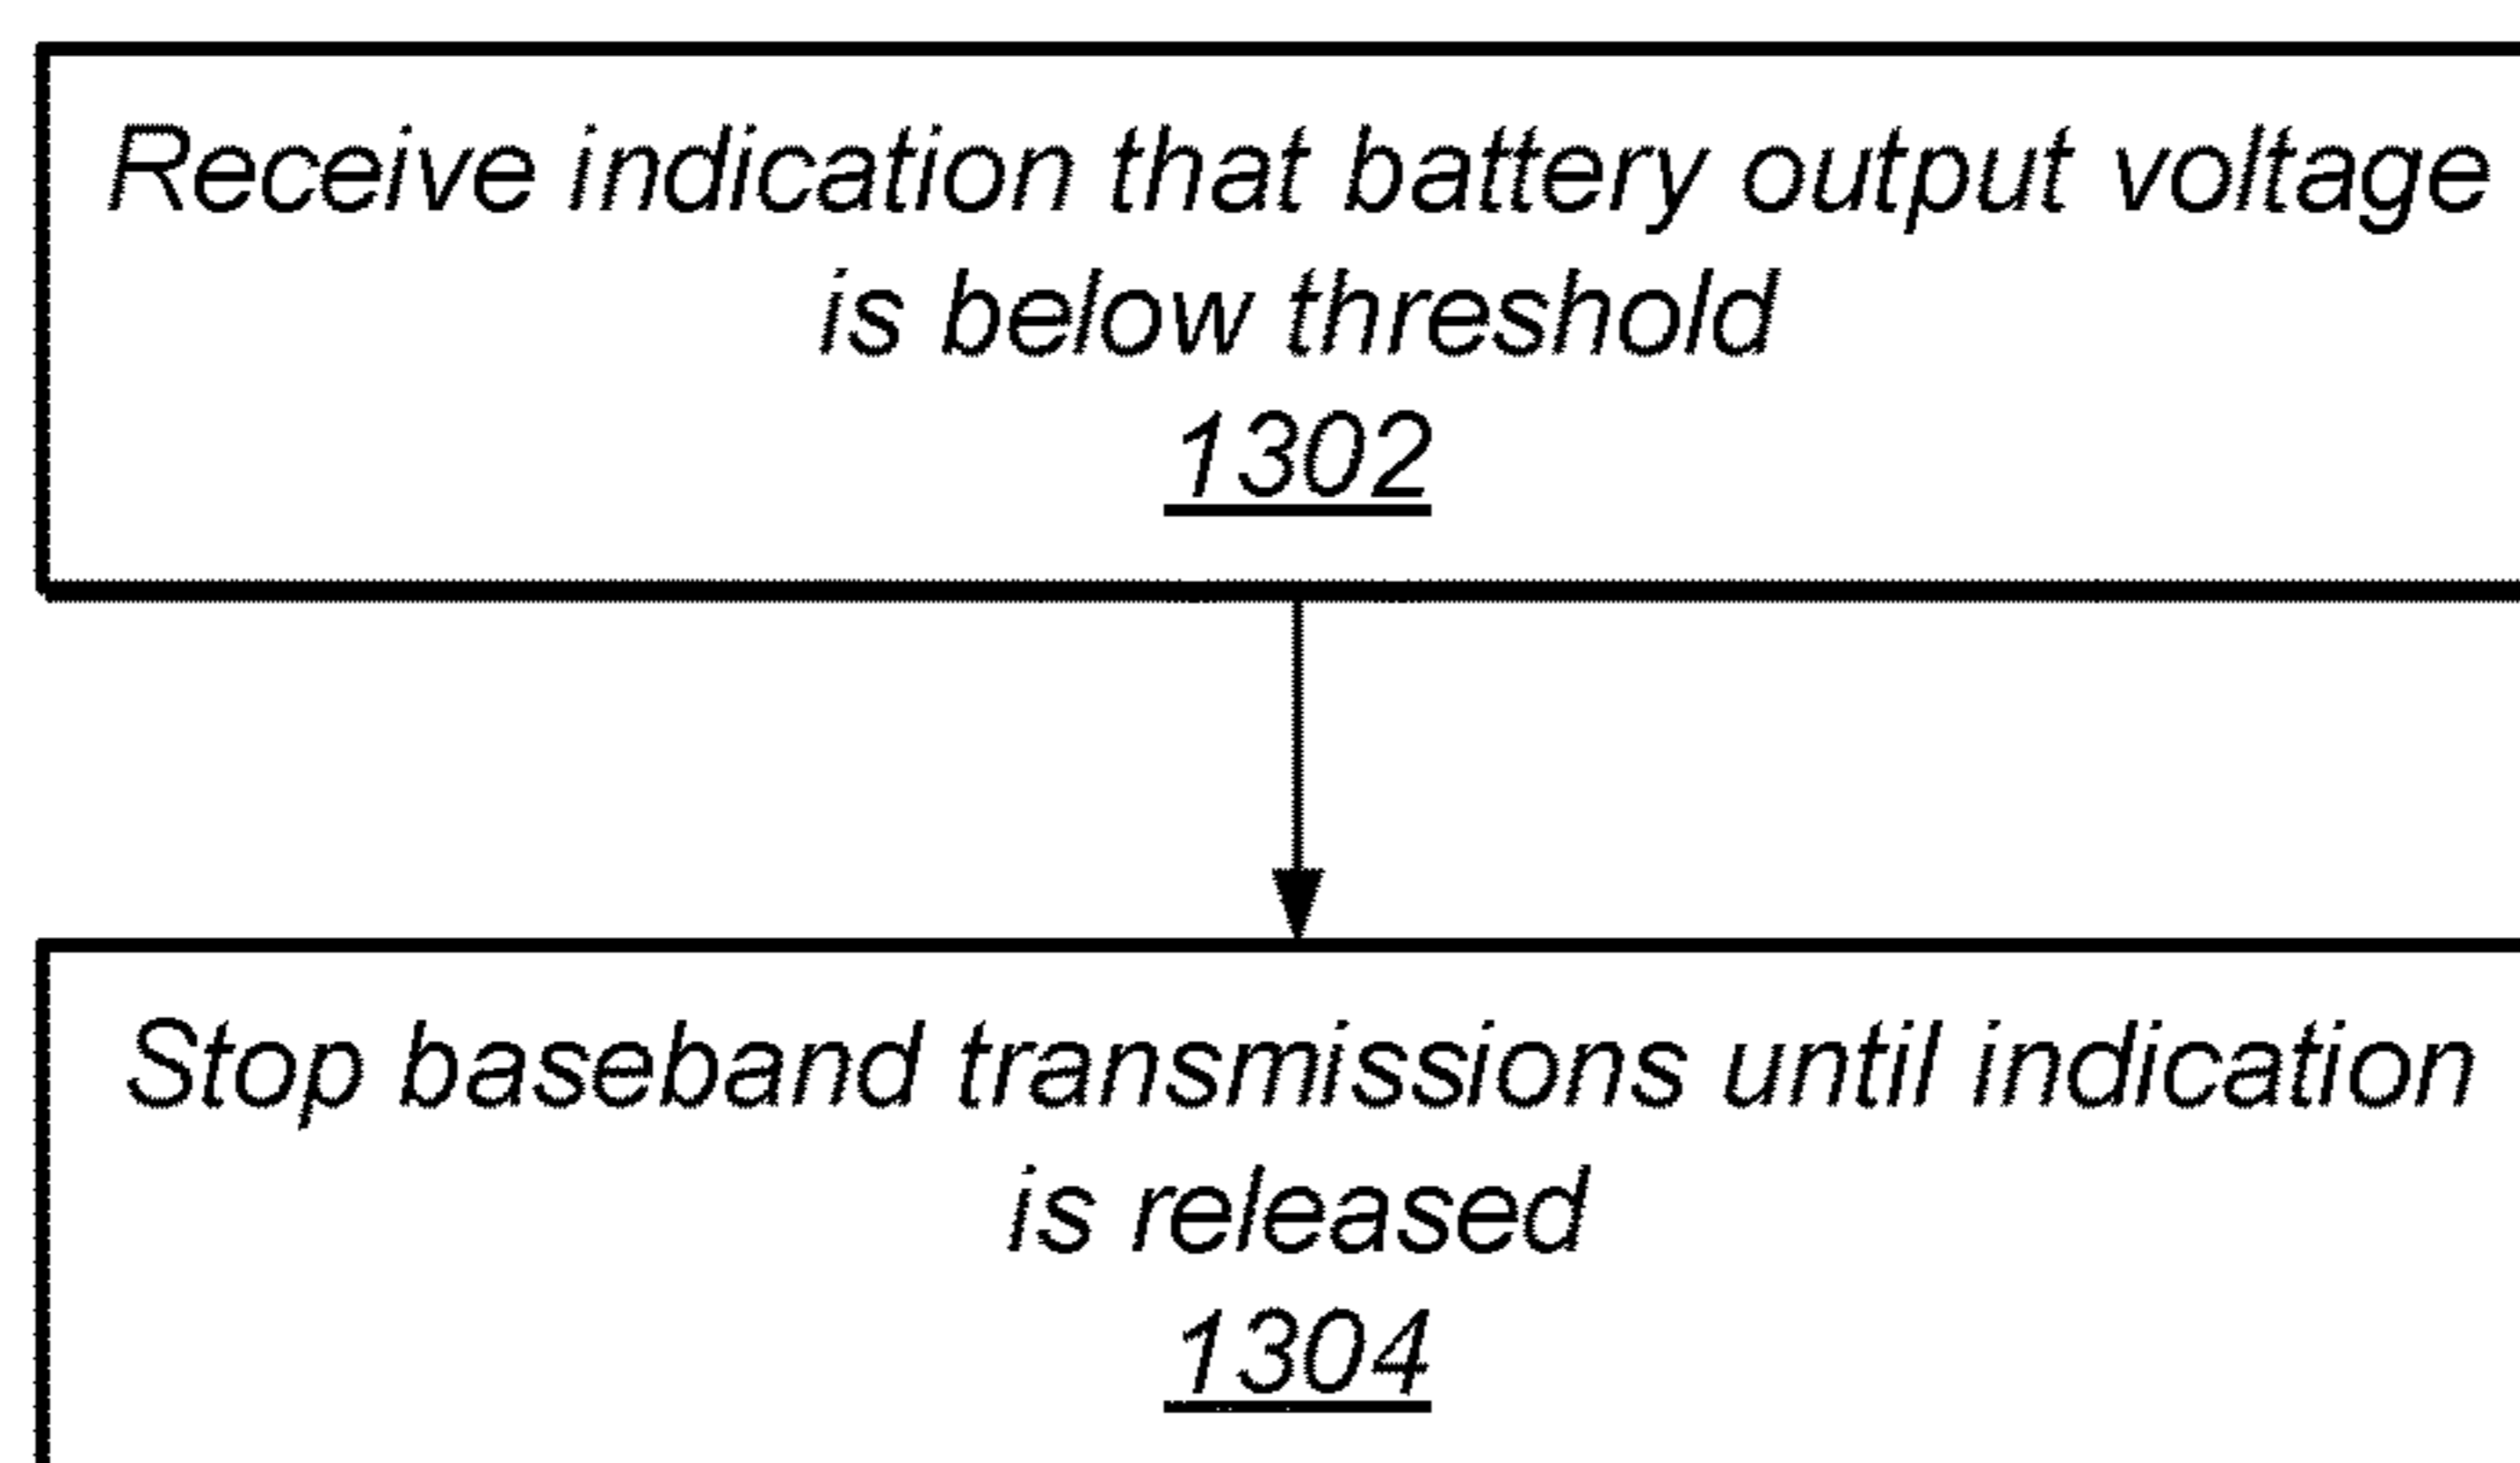 Receive indication that battery output voltage
is below threshold
1302
Stop baseband transmissions until indication
is released
1304